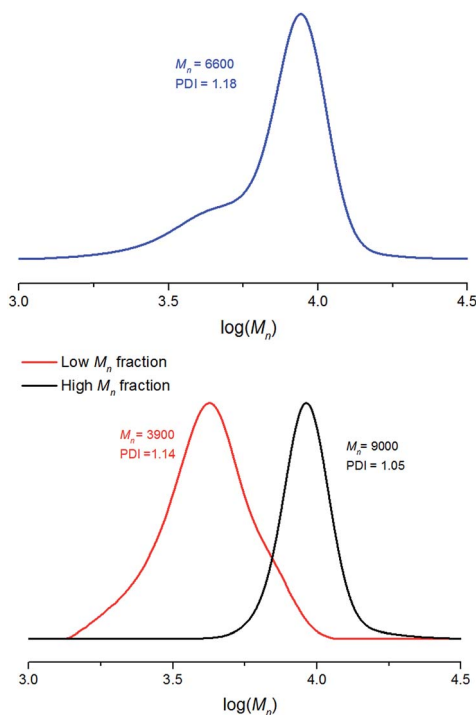 Mn = 6600
PDI = 1.18
3.0 3.5 4.0 4.5
log(Mn)
Low Mn fraction
High Mn fraction
Mn = 3900
PDI =1.14
Mn = 9000
PDI = 1.05
3.0 3.5 4.0 4.5
log(Mn)